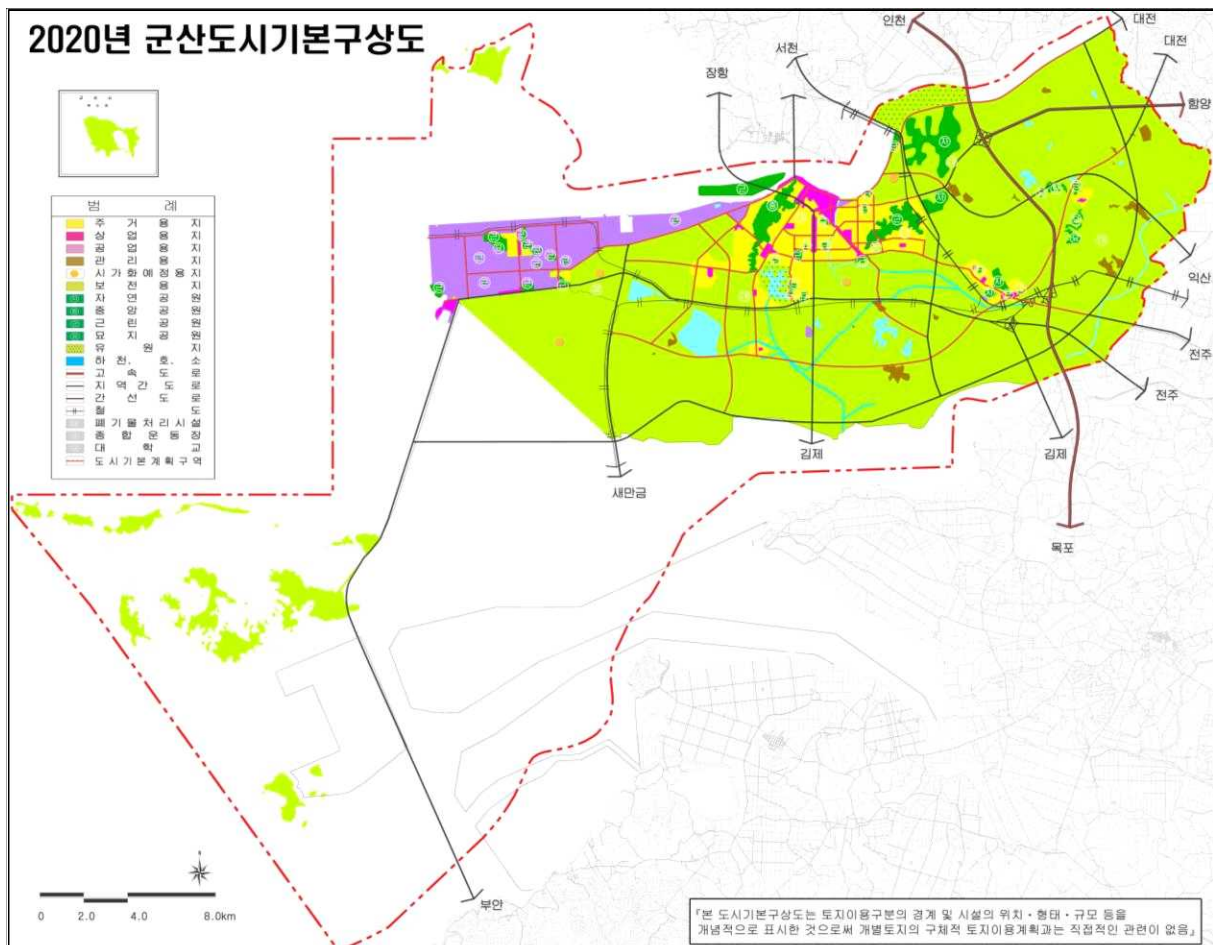 2020년 군산도시기본구상도
인천
대전
대전
서천
장항
함양
범 례
주 거 용 지
상 업 용 지
공 업 용 지
관 리 용 지
시 가 화 예 정 용 지
보 전 용 지
자 연 공 원
중 앙 공 원
근 린 공 원
묘 지 공 원
유 원 지
하 천 , 호 , 소
고 속 도 로
지 역 간 도 로
간 선 도 로
철 도
폐 기 물 처 리 시 설
종 합 운 동 장
대 학 교
도 시 기 본 계 획 구 역
익산
전주
전주
김제
김제
새만금
목포
부안
0 2.0 4.0 8.0km
『본 도시기본구상도는 토지이용구분의 경계 및 시설의 위치・형태・규모 등을
개념적으로 표시한 것으로써 개별토지의 구체적 토지이용계획과는 직접적인 관련이 없음』